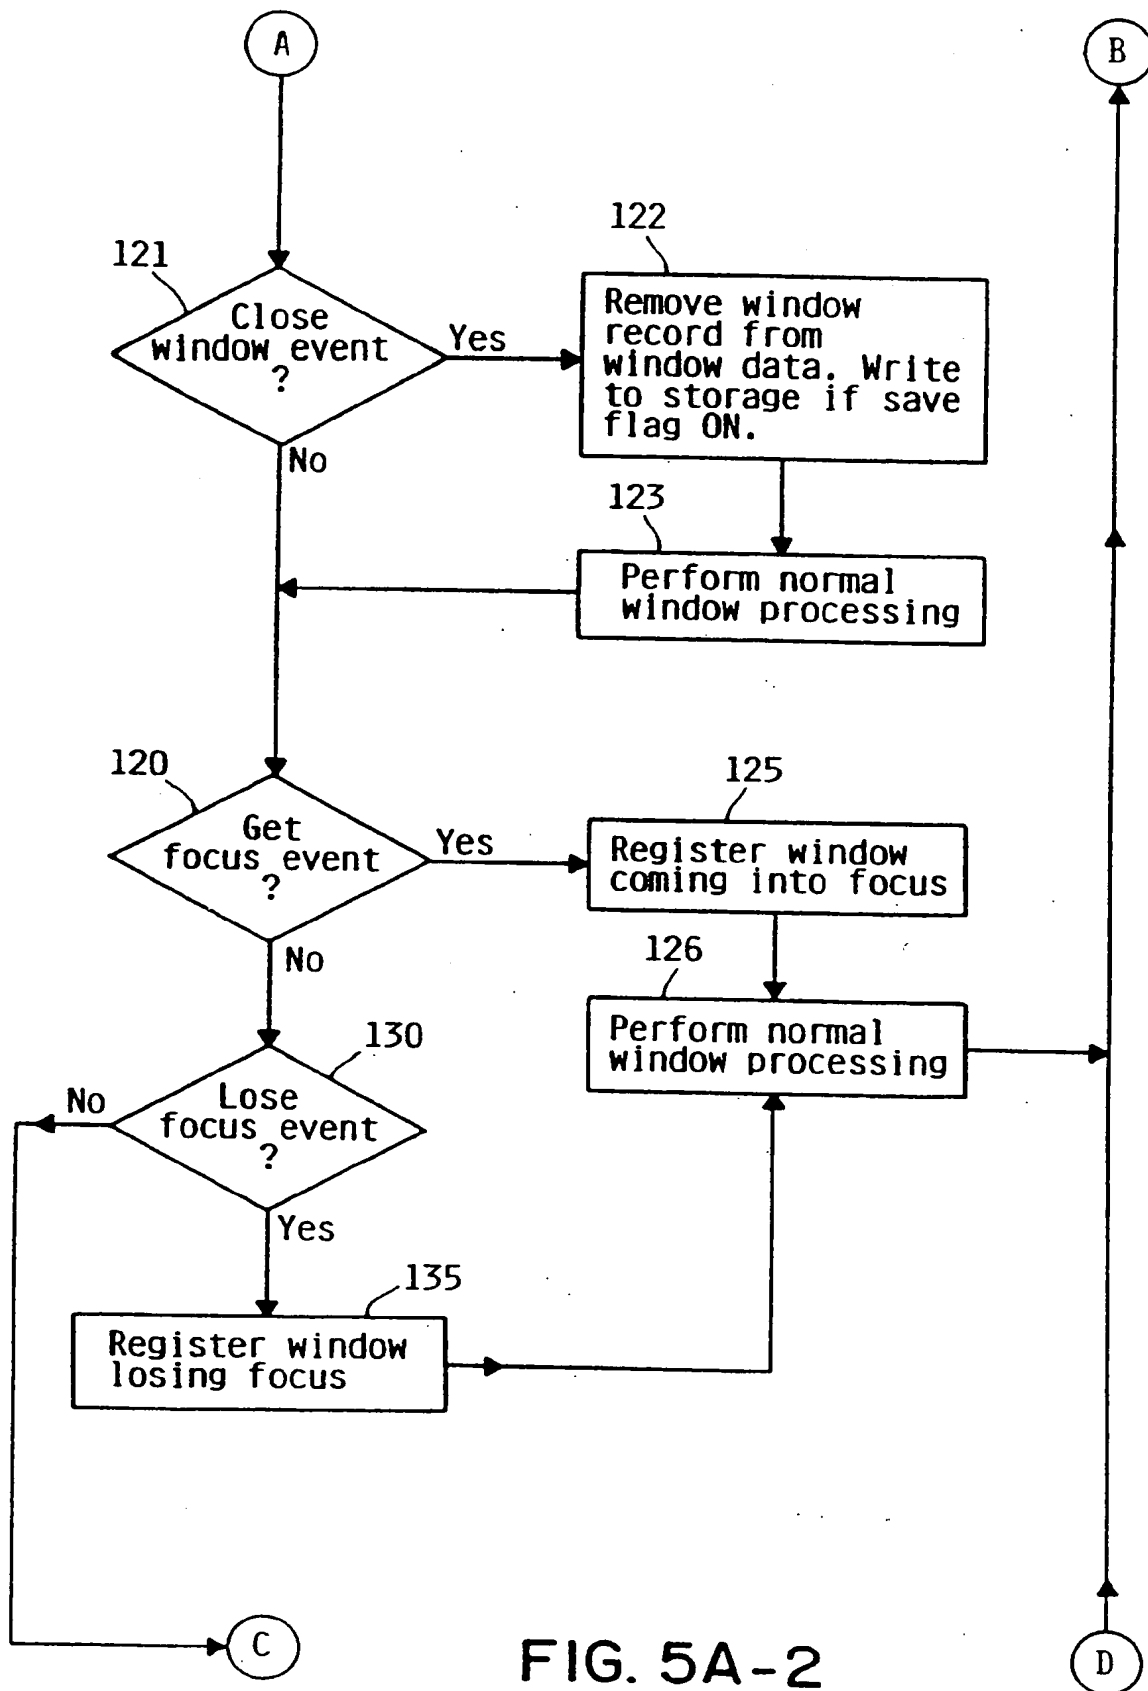 A
B
121
Close
window event
?
Yes
No
122
Remove window
record from
window data. Write
to storage if save
flag ON.
123
Perform normal
window processing
120
Get
focus event
?
Yes
No
125
Register window
coming into focus
126
Perform normal
window processing
130
Lose
focus event
?
No
Yes
135
Register window
losing focus
C
D
FIG. 5A-2